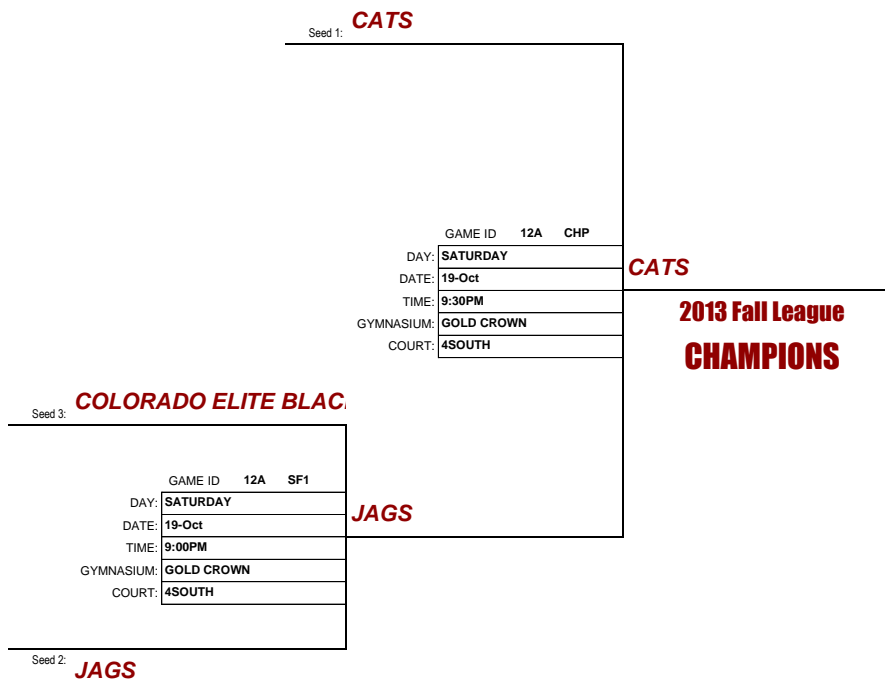 Seed 1: CATS
GAME ID 12A CHP
DAY: SATURDAY
DATE: 19-Oct
TIME: 9:30PM
GYMNASIUM: GOLD CROWN
COURT: 4SOUTH
CATS
2013 Fall League
CHAMPIONS
Seed 3: COLORADO ELITE BLAC
GAME ID 12A SF1
DAY: SATURDAY
DATE: 19-Oct
TIME: 9:00PM
GYMNASIUM: GOLD CROWN
COURT: 4SOUTH
JAGS
Seed 2: JAGS